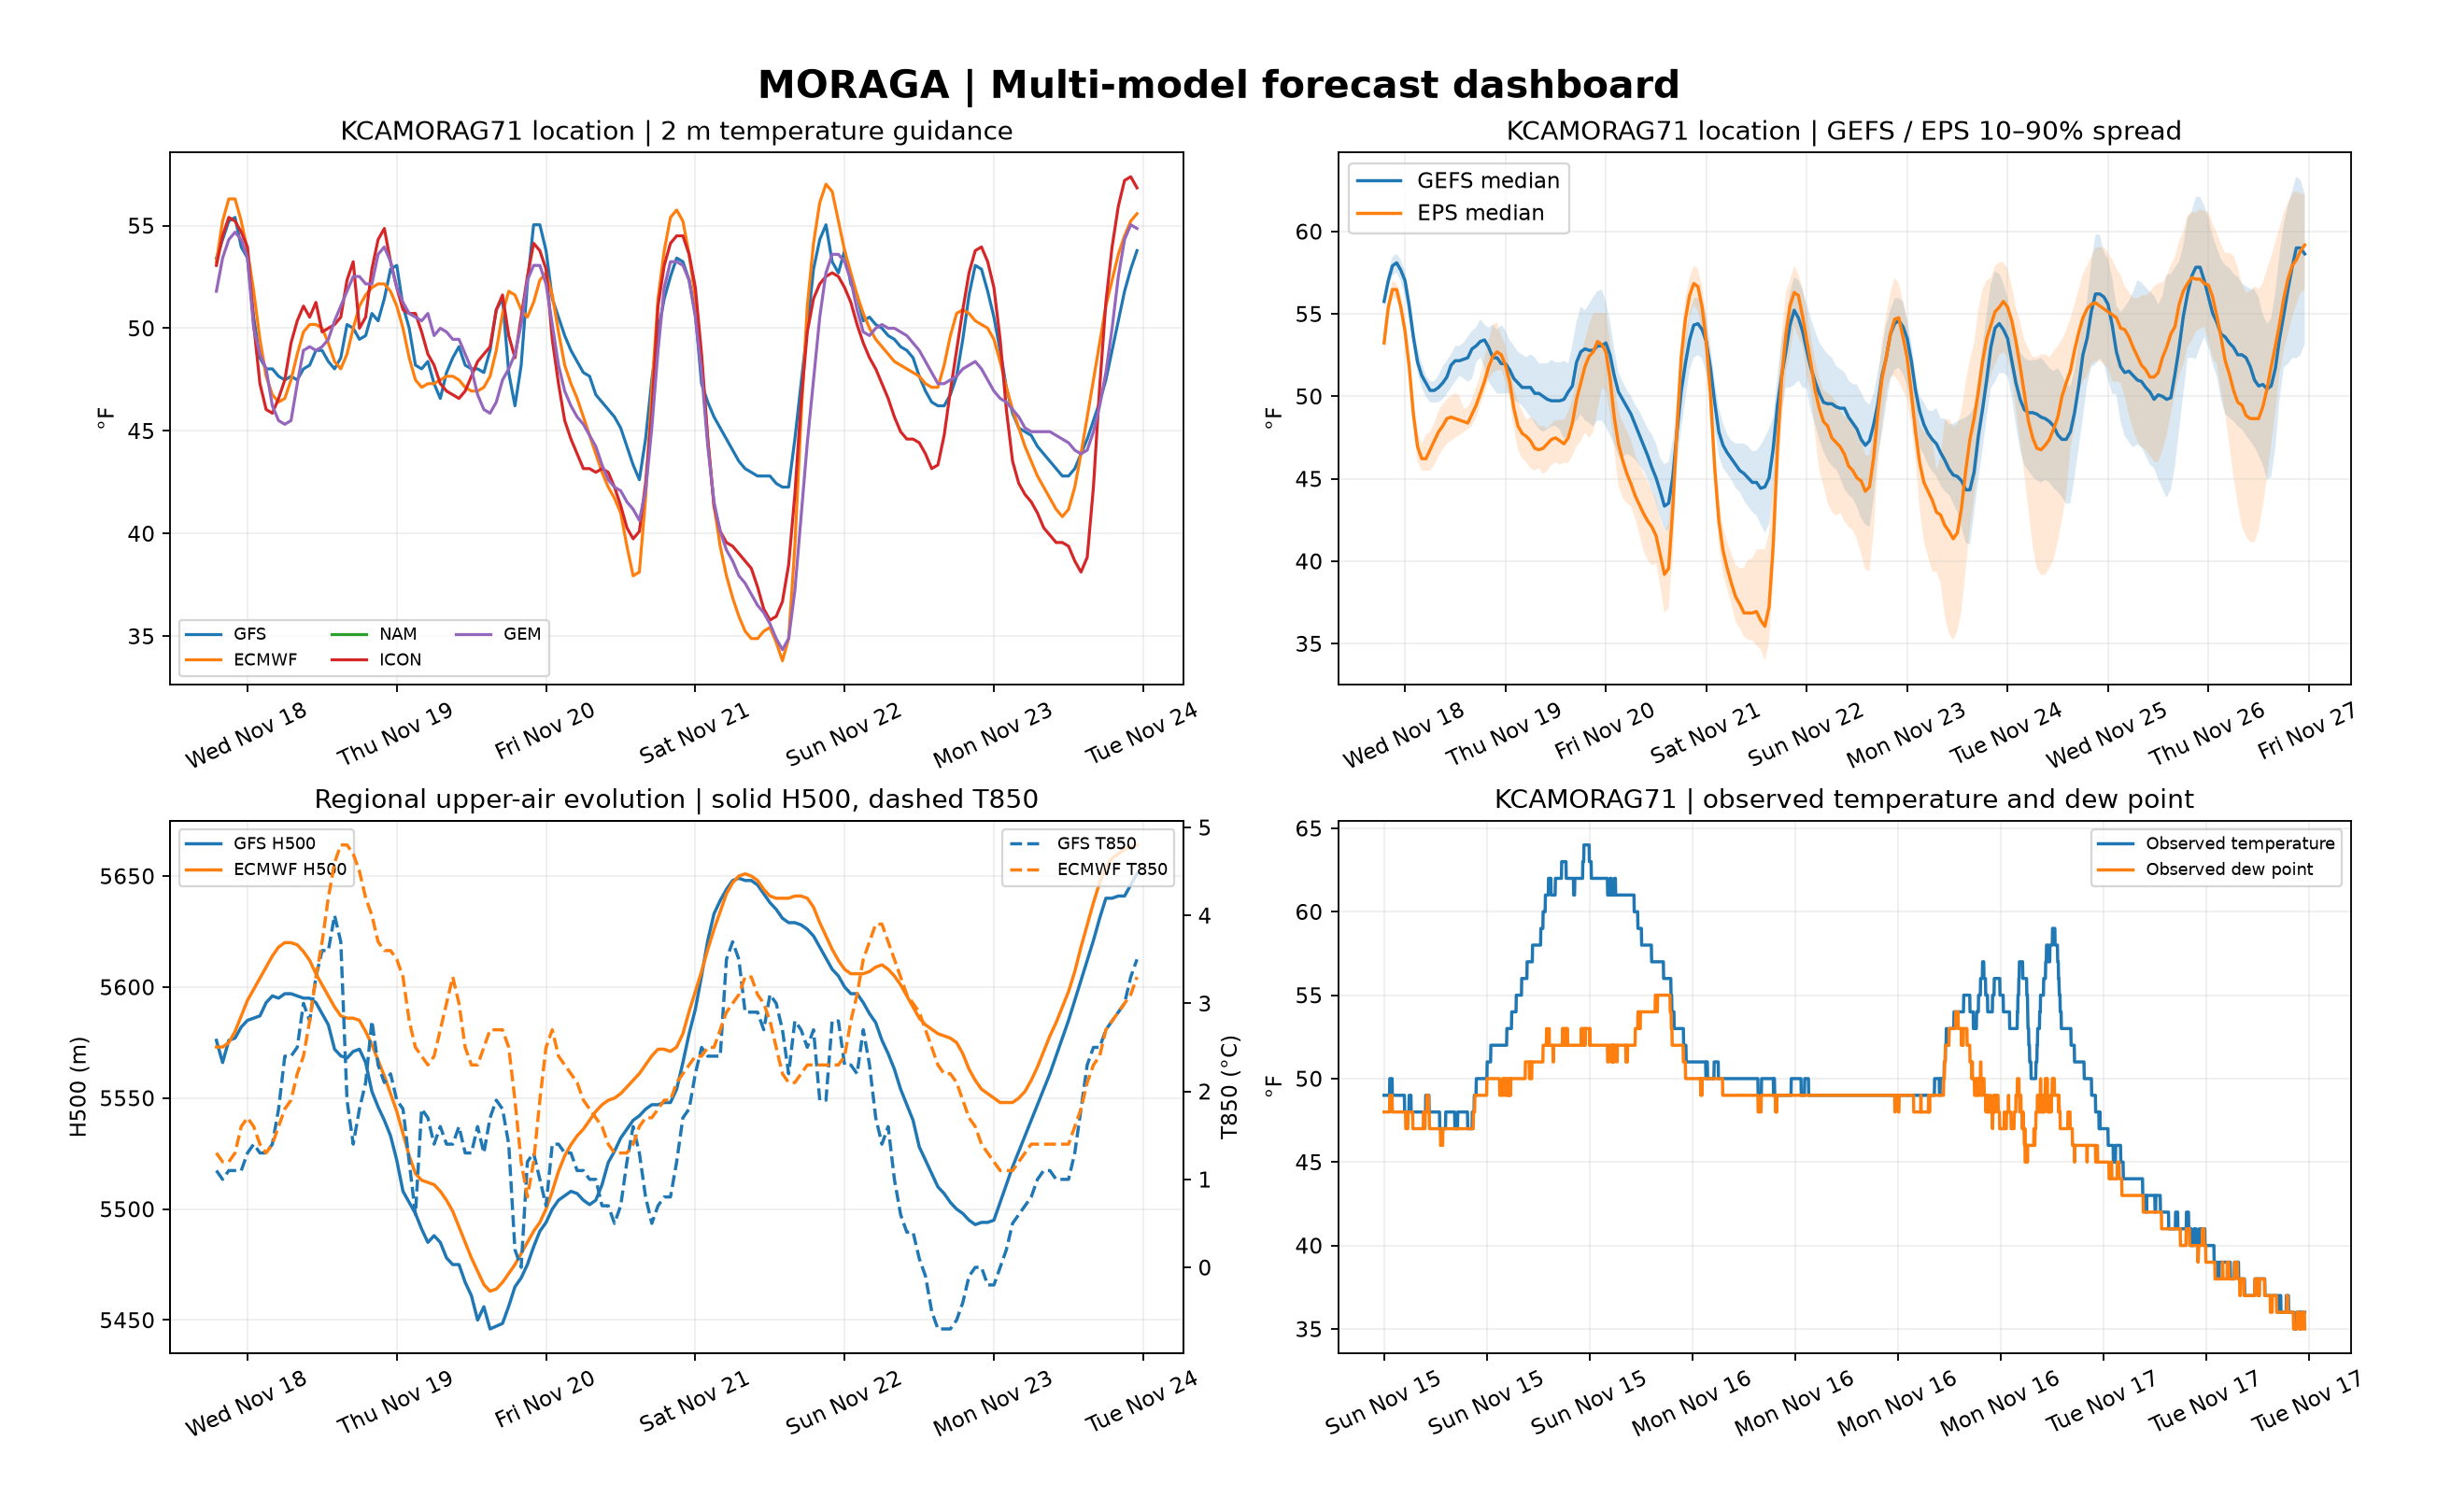 MORAGA | Multi-model forecast dashboard
KCAMORAG71 location | 2 m temperature guidance
°F
55
50
45
40
35
GFS
ECMWF
NAM
ICON
GEM
Wed Nov 18
Thu Nov 19
Fri Nov 20
Sat Nov 21
Sun Nov 22
Mon Nov 23
Tue Nov 24
KCAMORAG71 location | GEFS / EPS 10–90% spread
GEFS median
EPS median
°F
60
55
50
45
40
35
Wed Nov 18
Thu Nov 19
Fri Nov 20
Sat Nov 21
Sun Nov 22
Mon Nov 23
Tue Nov 24
Wed Nov 25
Thu Nov 26
Fri Nov 27
Regional upper-air evolution | solid H500, dashed T850
GFS H500
ECMWF H500
GFS T850
ECMWF T850
H500 (m)
5650
5600
5550
5500
5450
T850 (°C)
5
4
3
2
1
0
Wed Nov 18
Thu Nov 19
Fri Nov 20
Sat Nov 21
Sun Nov 22
Mon Nov 23
Tue Nov 24
KCAMORAG71 | observed temperature and dew point
Observed temperature
Observed dew point
°F
65
60
55
50
45
40
35
Sun Nov 15
Sun Nov 15
Sun Nov 15
Mon Nov 16
Mon Nov 16
Mon Nov 16
Mon Nov 16
Tue Nov 17
Tue Nov 17
Tue Nov 17